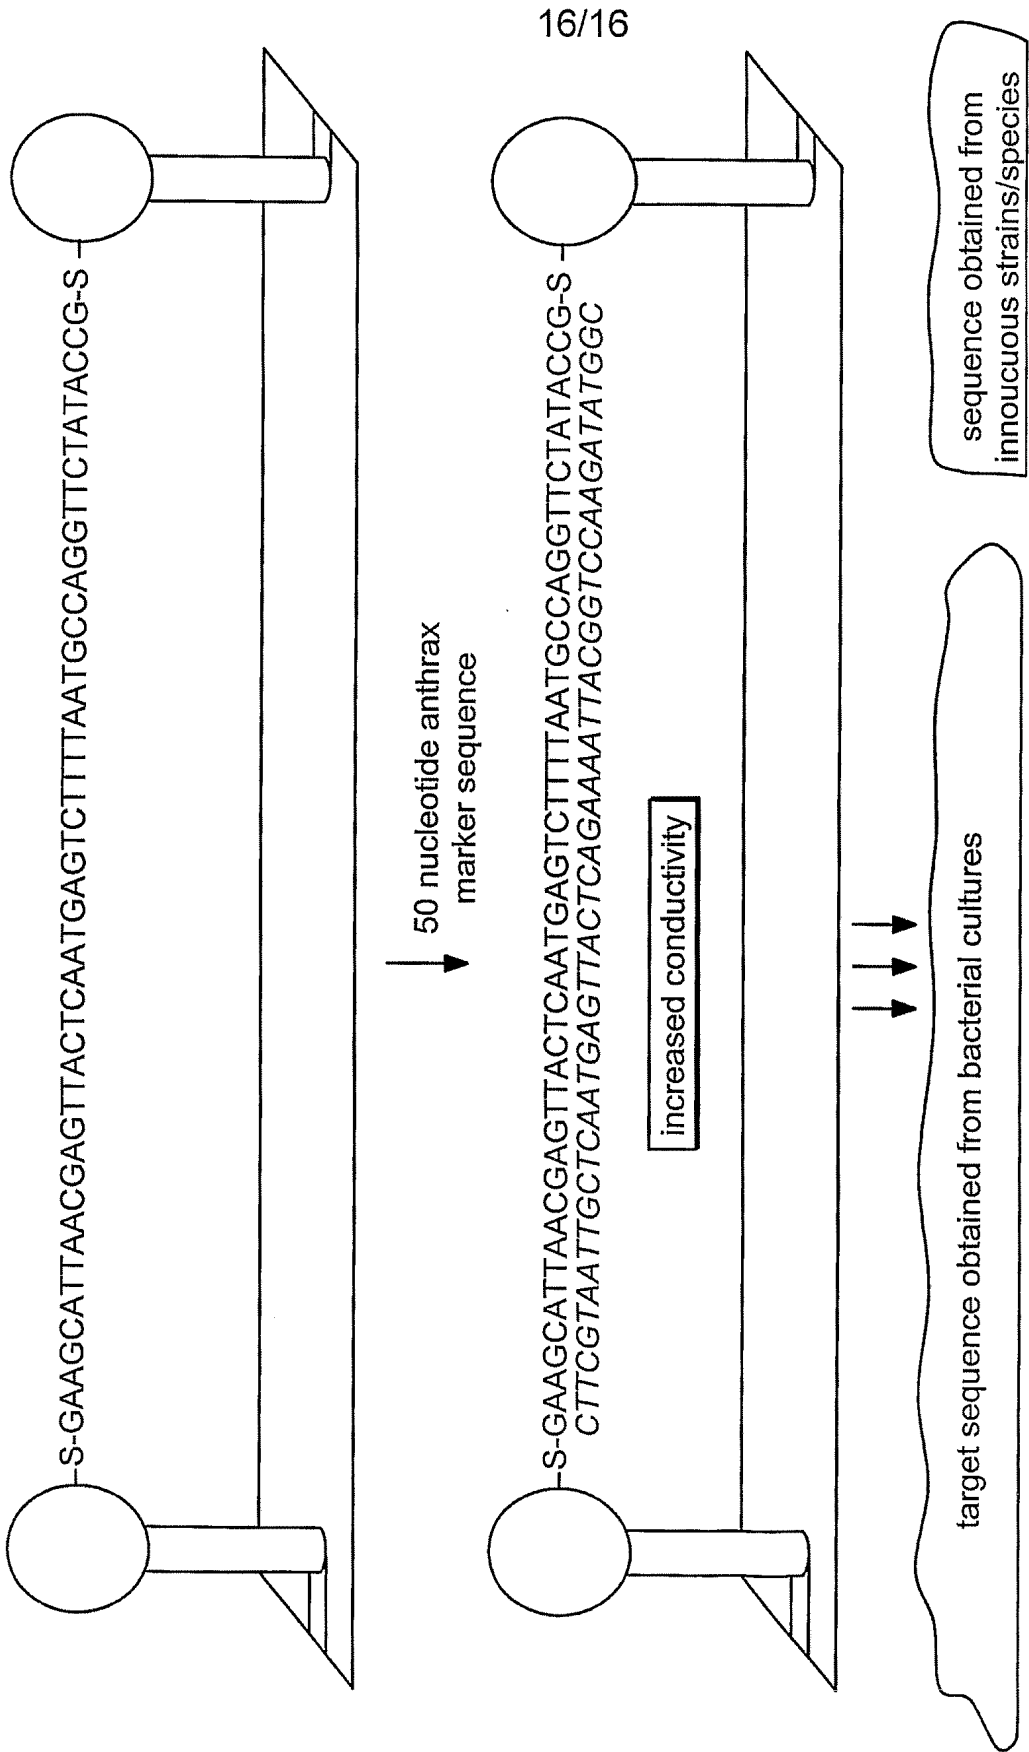 16/16
–S-GAAGCATTAACGAGTTACTCAATGAGTCTTTTAATGCCAGGTTCTATACCG-S–
50 nucleotide anthrax
marker sequence
–S-GAAGCATTAACGAGTTACTCAATGAGTCTTTTAATGCCAGGTTCTATACCG-S–
CTTCGTAATTGCTCAATGAGTTACTCAGAAAATTACGGTCCAAGATATGGC
increased conductivity
target sequence obtained from bacterial cultures
sequence obtained from
innoucuous strains/species